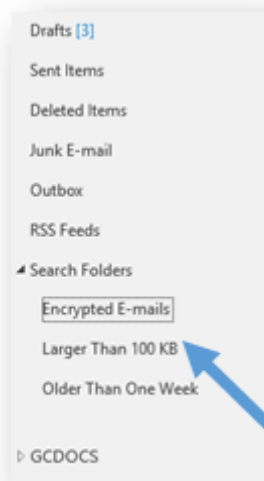 Drafts [3]
Sent Items
Deleted Items
Junk E-mail
Outbox
RSS Feeds
Search Folders
Encrypted E-mails
Larger Than 100 KB
Older Than One Week
GCDOCS